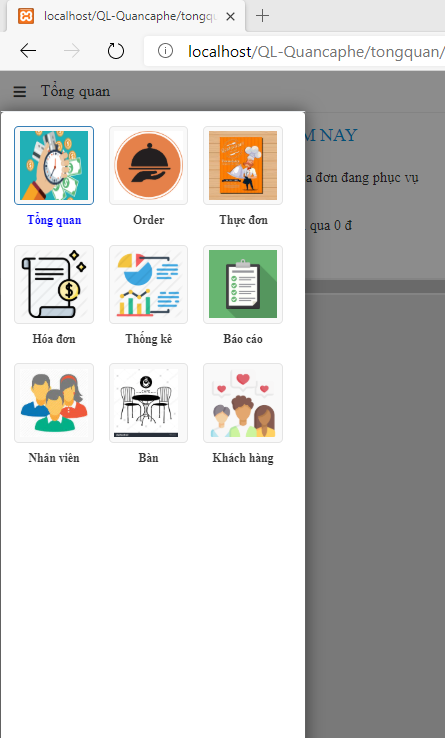 localhost/QL-Quancaphe/tongq
localhost/QL-Quancaphe/tongquan/
Tổng quan
M NAY
a đơn đang phục vụ
qua 0 đ
Tổng quan
Order
Thực đơn
Hóa đơn
Thống kê
Báo cáo
Nhân viên
Bàn
Khách hàng